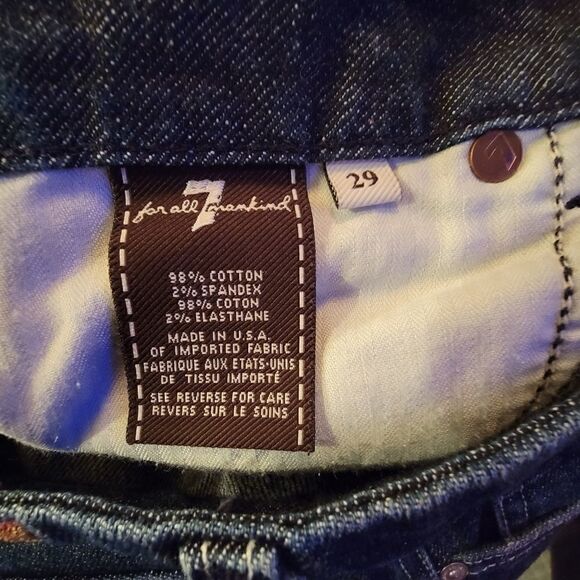 7
for all mankind
29
98% COTTON
2% SPANDEX
98% COTON
2% ELASTHANE
MADE IN U.S.A.
OF IMPORTED FABRIC
FABRIQUE AUX ETATS-UNIS
DE TISSU IMPORTÉ
SEE REVERSE FOR CARE
REVERS SUR LE SOINS